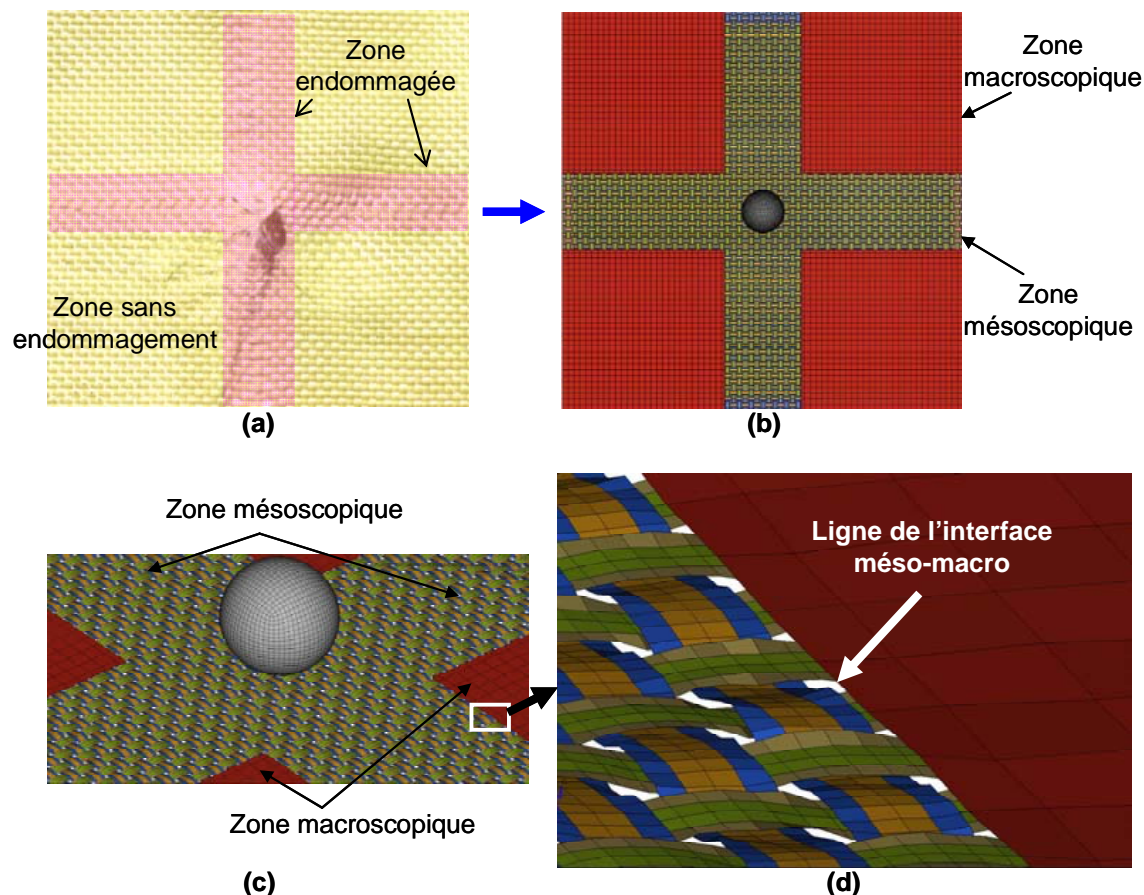 Zone
endommagée
Zone sans
endommagement
(a)
Zone
macroscopique
Zone
mésoscopique
(b)
Zone mésoscopique
Zone macroscopique
(c)
Ligne de l’interface
méso-macro
(d)